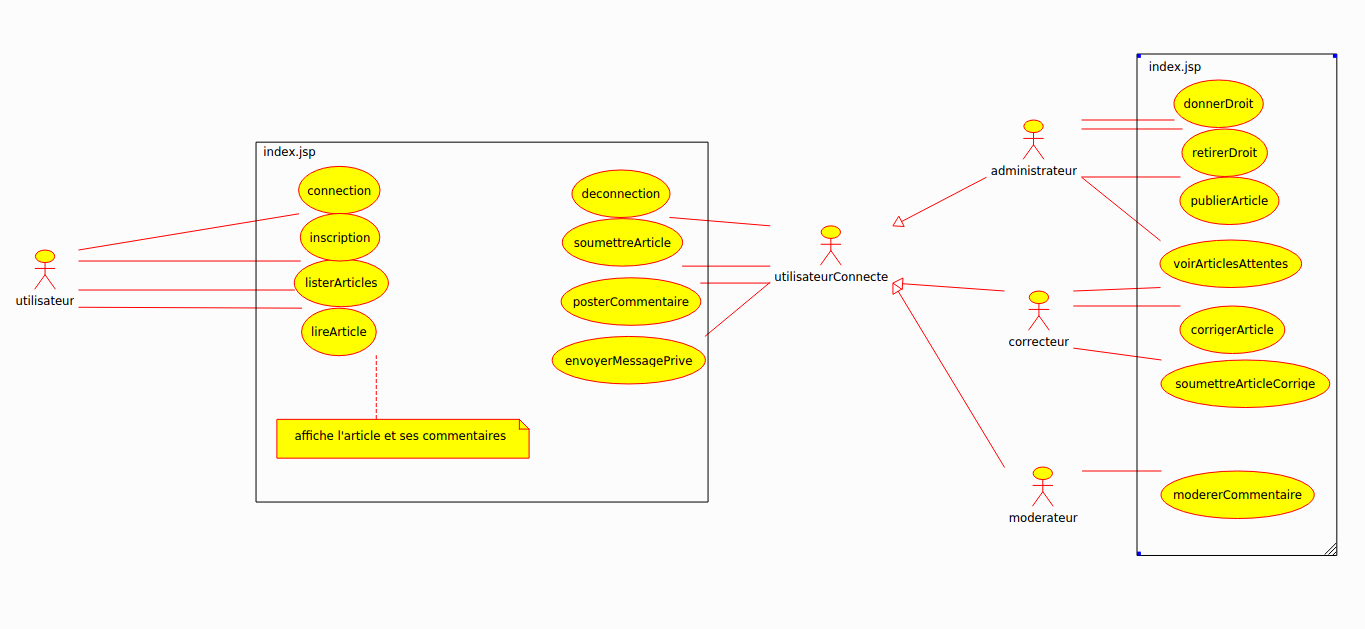 index.jsp
connection
inscription
listerArticles
lireArticle
affiche l'article et ses commentaires
utilisateur
deconnection
soumettreArticle
posterCommentaire
envoyerMessagePrive
utilisateurConnecte
administrateur
correcteur
moderateur
index.jsp
donnerDroit
retirerDroit
publierArticle
voirArticlesAttentes
corrigerArticle
soumettreArticleCorrige
modererCommentaire